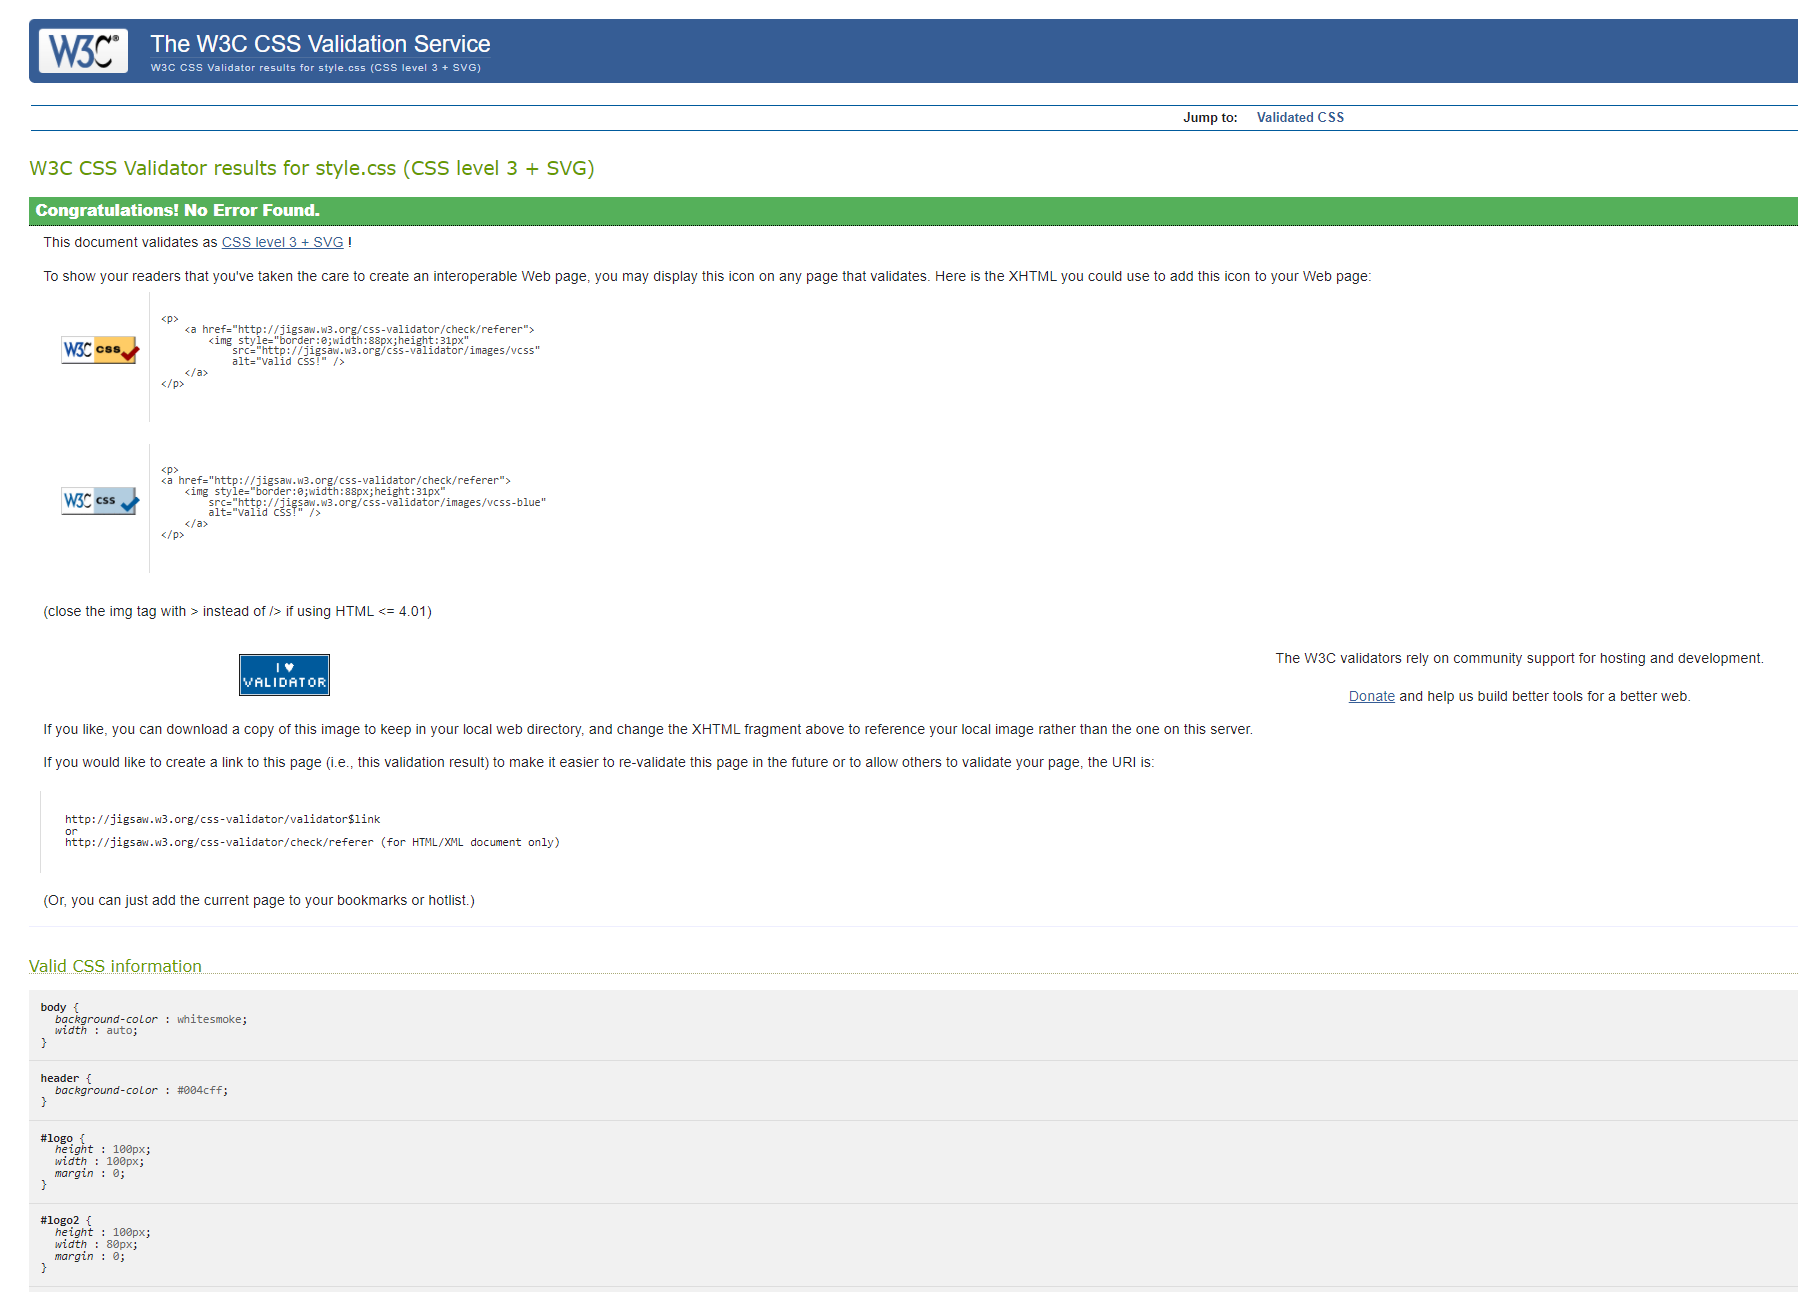 W3C®
The W3C CSS Validation Service
W3C CSS Validator results for style.css (CSS level 3 + SVG)
Jump to: Validated CSS
W3C CSS Validator results for style.css (CSS level 3 + SVG)
Congratulations! No Error Found.
This document validates as CSS level 3 + SVG !
To show your readers that you've taken the care to create an interoperable Web page, you may display this icon on any page that validates. Here is the XHTML you could use to add this icon to your Web page:
W3C css
<p>
<a href="http://jigsaw.w3.org/css-validator/check/referer">
<img style="border:0;width:88px;height:31px"
src="http://jigsaw.w3.org/css-validator/images/vcss"
alt="Valid CSS!" />
</a>
</p>
W3C css
<p>
<a href="http://jigsaw.w3.org/css-validator/check/referer">
<img style="border:0;width:88px;height:31px"
src="http://jigsaw.w3.org/css-validator/images/vcss-blue"
alt="Valid CSS!" />
</a>
</p>
(close the img tag with > instead of /> if using HTML <= 4.01)
I ♥
VALIDATOR
The W3C validators rely on community support for hosting and development.
Donate and help us build better tools for a better web.
If you like, you can download a copy of this image to keep in your local web directory, and change the XHTML fragment above to reference your local image rather than the one on this server.
If you would like to create a link to this page (i.e., this validation result) to make it easier to re-validate this page in the future or to allow others to validate your page, the URI is:
http://jigsaw.w3.org/css-validator/validator$link
or
http://jigsaw.w3.org/css-validator/check/referer (for HTML/XML document only)
(Or, you can just add the current page to your bookmarks or hotlist.)
Valid CSS information
body {
background-color : whitesmoke;
width : auto;
}
header {
background-color : #004cff;
}
#logo {
height : 100px;
width : 100px;
margin : 0;
}
#logo2 {
height : 100px;
width : 80px;
margin : 0;
}